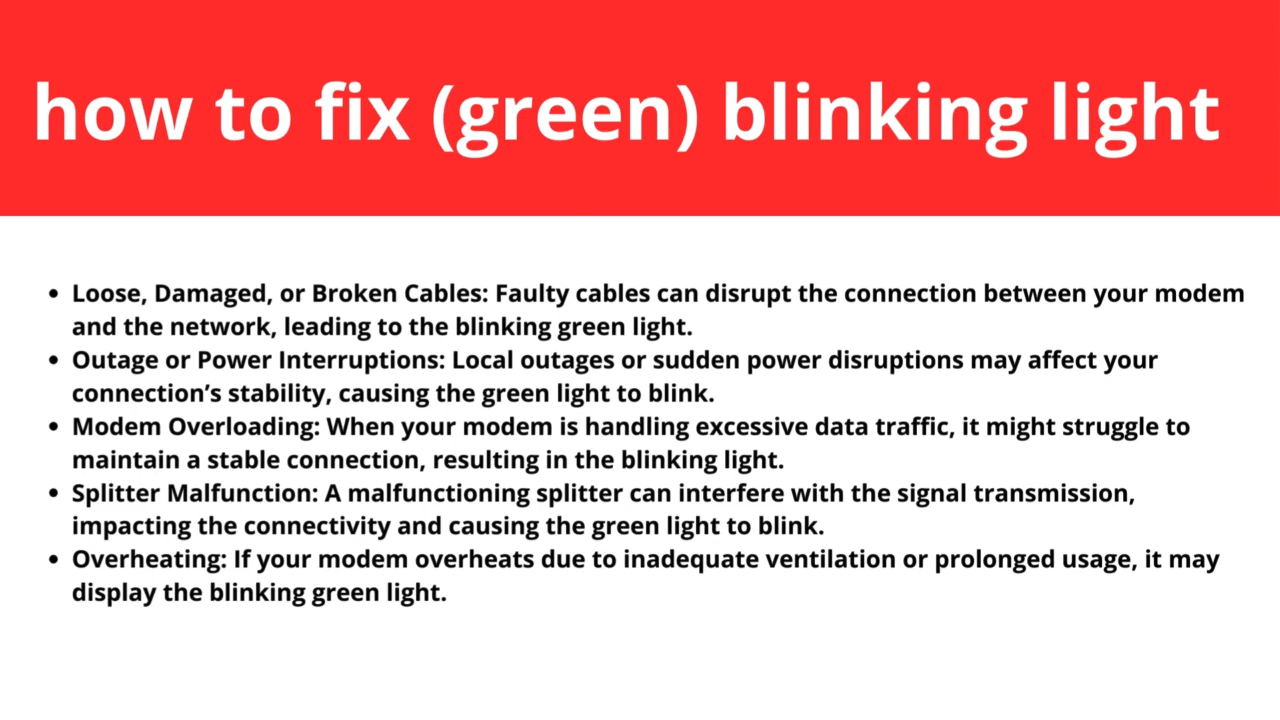 how to fix (green) blinking light
• Loose, Damaged, or Broken Cables: Faulty cables can disrupt the connection between your modem
and the network, leading to the blinking green light.
• Outage or Power Interruptions: Local outages or sudden power disruptions may affect your
connection’s stability, causing the green light to blink.
• Modem Overloading: When your modem is handling excessive data traffic, it might struggle to
maintain a stable connection, resulting in the blinking light.
• Splitter Malfunction: A malfunctioning splitter can interfere with the signal transmission,
impacting the connectivity and causing the green light to blink.
• Overheating: If your modem overheats due to inadequate ventilation or prolonged usage, it may
display the blinking green light.